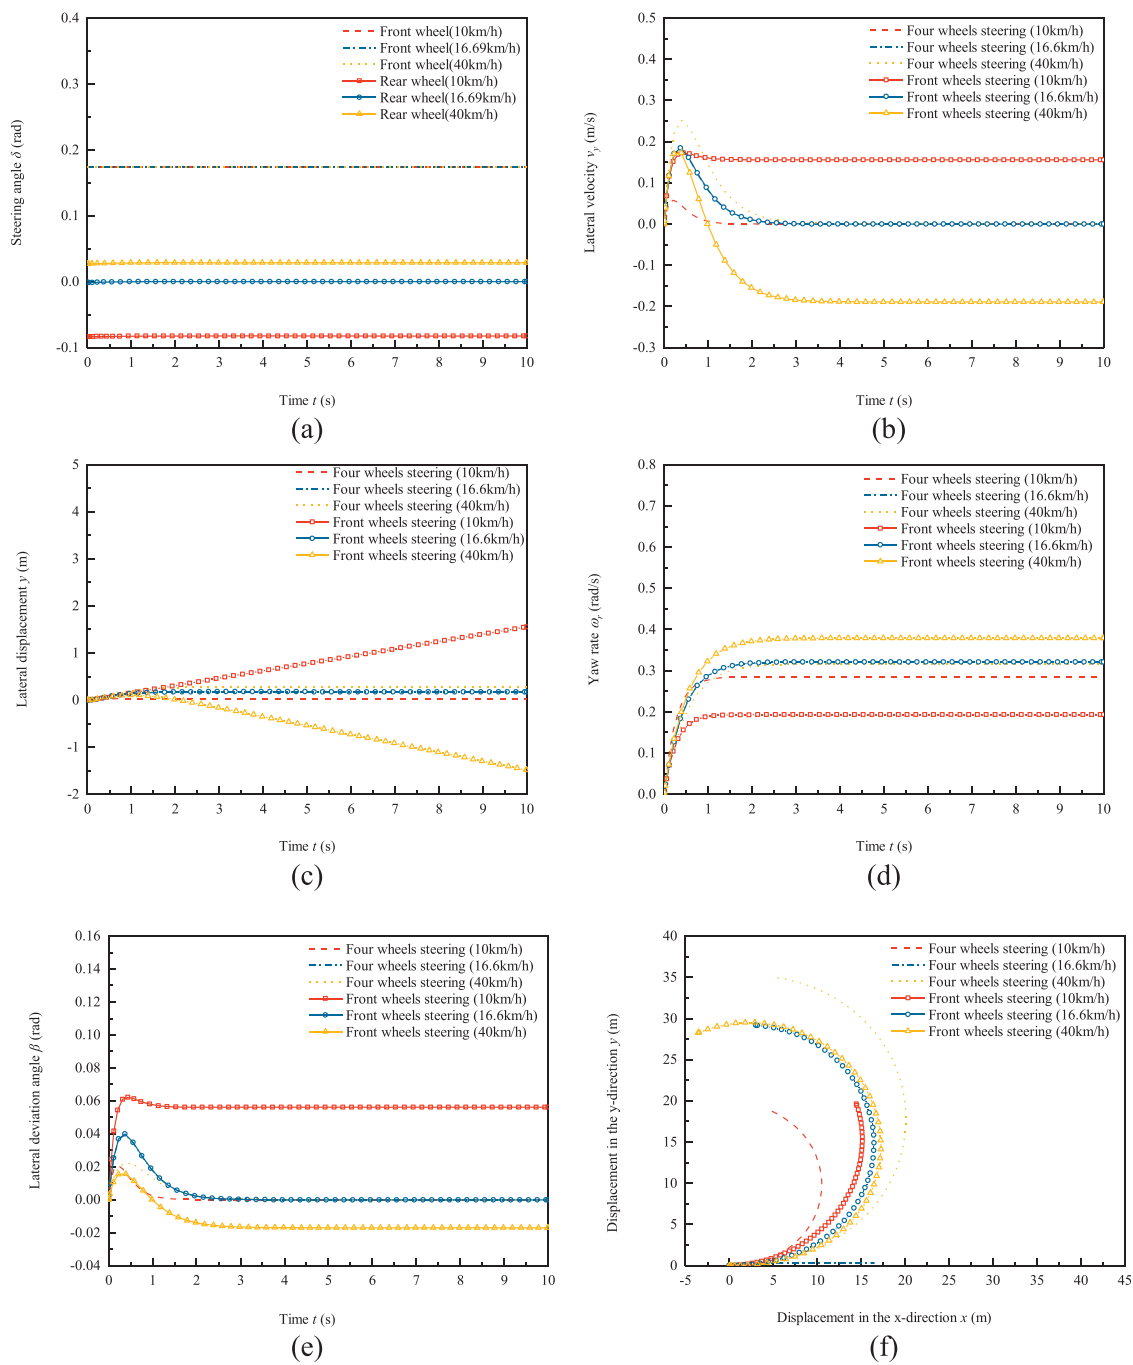 0.4
0.3
0.2
0.1
0.0
-0.1
Steering angle δ (rad)
Front wheel(10km/h)
Front wheel(16.69km/h)
Front wheel(40km/h)
Rear wheel(10km/h)
Rear wheel(16.69km/h)
Rear wheel(40km/h)
0 1 2 3 4 5 6 7 8 9 10
Time t (s)
(a)
0.5
0.4
0.3
0.2
0.1
0.0
-0.1
-0.2
-0.3
Lateral velocity v_y (m/s)
Four wheels steering (10km/h)
Four wheels steering (16.6km/h)
Four wheels steering (40km/h)
Front wheels steering (10km/h)
Front wheels steering (16.6km/h)
Front wheels steering (40km/h)
0 1 2 3 4 5 6 7 8 9 10
Time t (s)
(b)
5
4
3
2
1
0
-1
-2
Lateral displacement y (m)
Four wheels steering (10km/h)
Four wheels steering (16.6km/h)
Four wheels steering (40km/h)
Front wheels steering (10km/h)
Front wheels steering (16.6km/h)
Front wheels steering (40km/h)
0 1 2 3 4 5 6 7 8 9 10
Time t (s)
(c)
0.8
0.7
0.6
0.5
0.4
0.3
0.2
0.1
0.0
Yaw rate ω_r (rad/s)
Four wheels steering (10km/h)
Four wheels steering (16.6km/h)
Four wheels steering (40km/h)
Front wheels steering (10km/h)
Front wheels steering (16.6km/h)
Front wheels steering (40km/h)
0 1 2 3 4 5 6 7 8 9 10
Time t (s)
(d)
0.16
0.14
0.12
0.10
0.08
0.06
0.04
0.02
0.00
-0.02
-0.04
Lateral deviation angle β (rad)
Four wheels steering (10km/h)
Four wheels steering (16.6km/h)
Four wheels steering (40km/h)
Front wheels steering (10km/h)
Front wheels steering (16.6km/h)
Front wheels steering (40km/h)
0 1 2 3 4 5 6 7 8 9 10
Time t (s)
(e)
40
35
30
25
20
15
10
5
0
Displacement in the y-direction y (m)
Four wheels steering (10km/h)
Four wheels steering (16.6km/h)
Four wheels steering (40km/h)
Front wheels steering (10km/h)
Front wheels steering (16.6km/h)
Front wheels steering (40km/h)
-5 0 5 10 15 20 25 30 35 40 45
Displacement in the x-direction x (m)
(f)